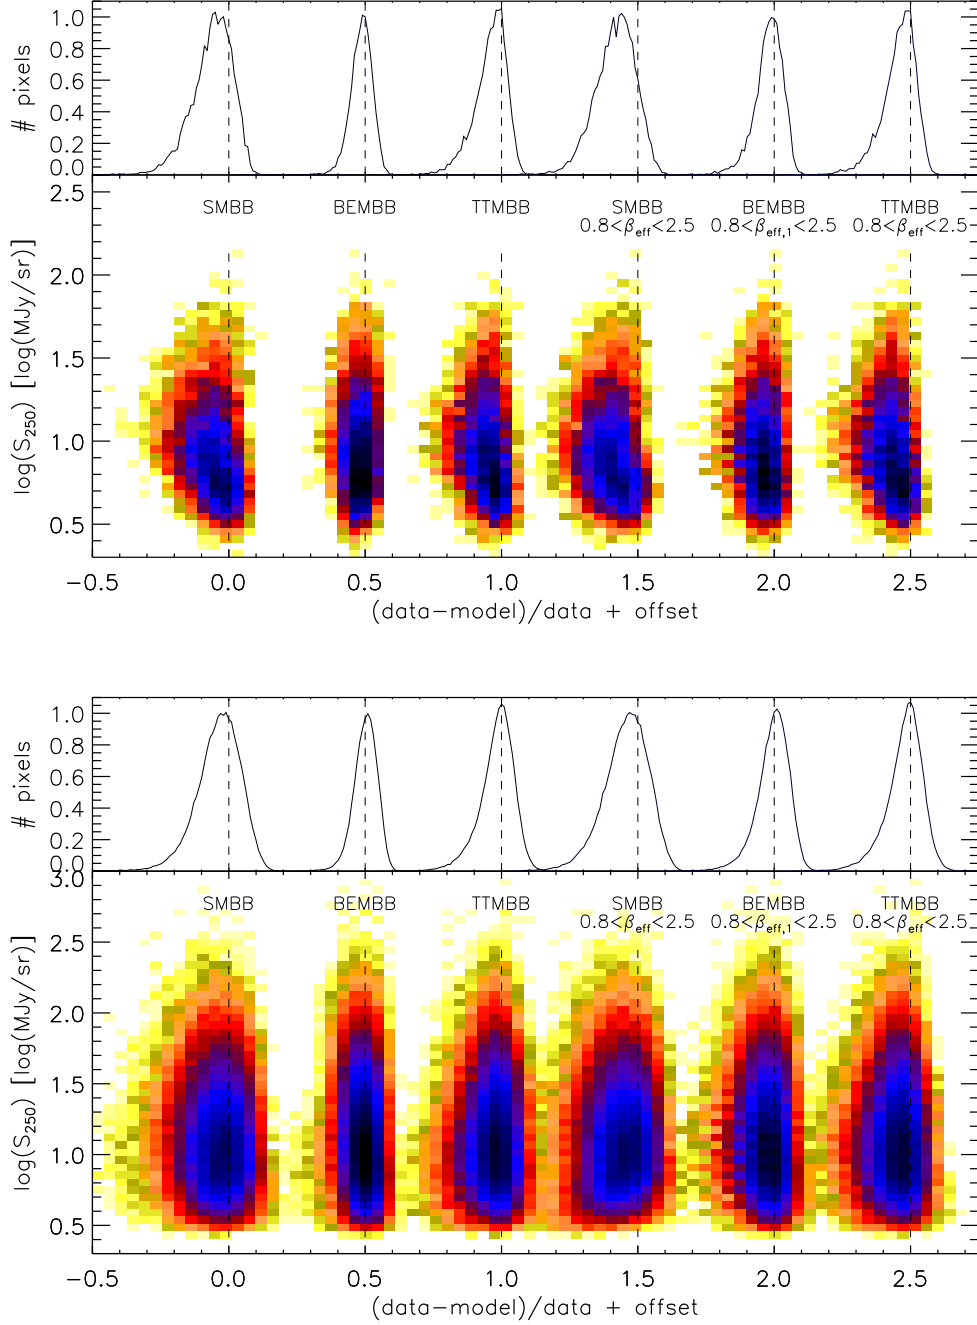 # pixels
1.0
0.8
0.6
0.4
0.2
0.0
log(S250) [log(MJy/sr)]
2.5
2.0
1.5
1.0
0.5
SMBB BEMBB TTMBB SMBB BEMBB TTMBB
0.8<βeff<2.5 0.8<βeff,1<2.5 0.8<βeff<2.5
−0.5 0.0 0.5 1.0 1.5 2.0 2.5
(data−model)/data + offset
# pixels
1.0
0.8
0.6
0.4
0.2
0.0
log(S250) [log(MJy/sr)]
3.0
2.5
2.0
1.5
1.0
0.5
SMBB BEMBB TTMBB SMBB BEMBB TTMBB
0.8<βeff<2.5 0.8<βeff,1<2.5 0.8<βeff<2.5
−0.5 0.0 0.5 1.0 1.5 2.0 2.5
(data−model)/data + offset